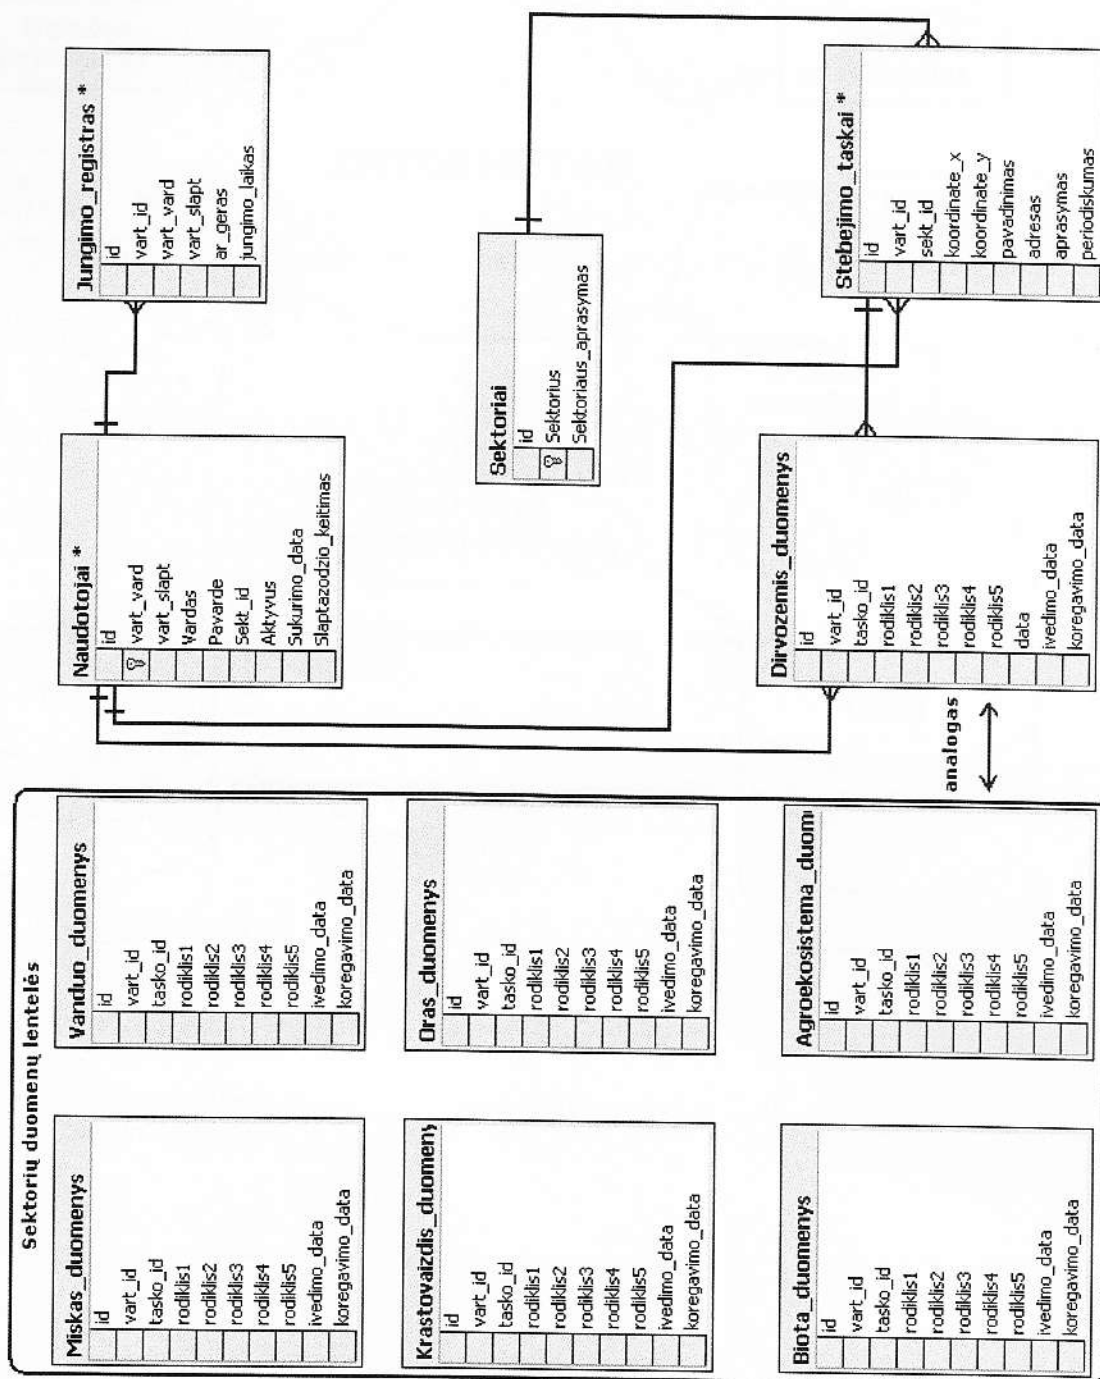 Sektorių duomenų lentelės
Miskas_duomenys
id
vart_id
tasko_id
rodiklis1
rodiklis2
rodiklis3
rodiklis4
rodiklis5
ivedimo_data
koregavimo_data
Vanduo_duomenys
id
vart_id
tasko_id
rodiklis1
rodiklis2
rodiklis3
rodiklis4
rodiklis5
ivedimo_data
koregavimo_data
Naudotojai *
id
vart_vard
vart_slapt
Vardas
Pavarde
Sekt_id
Aktyvus
Sukurimo_data
Slaptazodzio_keitimas
Jungimo_registras *
id
vart_id
vart_vard
vart_slapt
ar_geras
jungimo_laikas
Krastovaizdis_duomeny
id
vart_id
tasko_id
rodiklis1
rodiklis2
rodiklis3
rodiklis4
rodiklis5
ivedimo_data
koregavimo_data
Oras_duomenys
id
vart_id
tasko_id
rodiklis1
rodiklis2
rodiklis3
rodiklis4
rodiklis5
ivedimo_data
koregavimo_data
Sektoriai
id
Sektorius
Sektoriaus_aprasymas
Biota_duomenys
id
vart_id
tasko_id
rodiklis1
rodiklis2
rodiklis3
rodiklis4
rodiklis5
ivedimo_data
koregavimo_data
Agroekosistema_duom
id
vart_id
tasko_id
rodiklis1
rodiklis2
rodiklis3
rodiklis4
rodiklis5
ivedimo_data
koregavimo_data
analogas
Dirvozemis_duomenys
id
vart_id
tasko_id
rodiklis1
rodiklis2
rodiklis3
rodiklis4
rodiklis5
data
ivedimo_data
koregavimo_data
Stebejimo_taskai *
id
vart_id
sekt_id
koordinate_x
koordinate_y
pavadinimas
adresas
aprasymas
periodiskumas